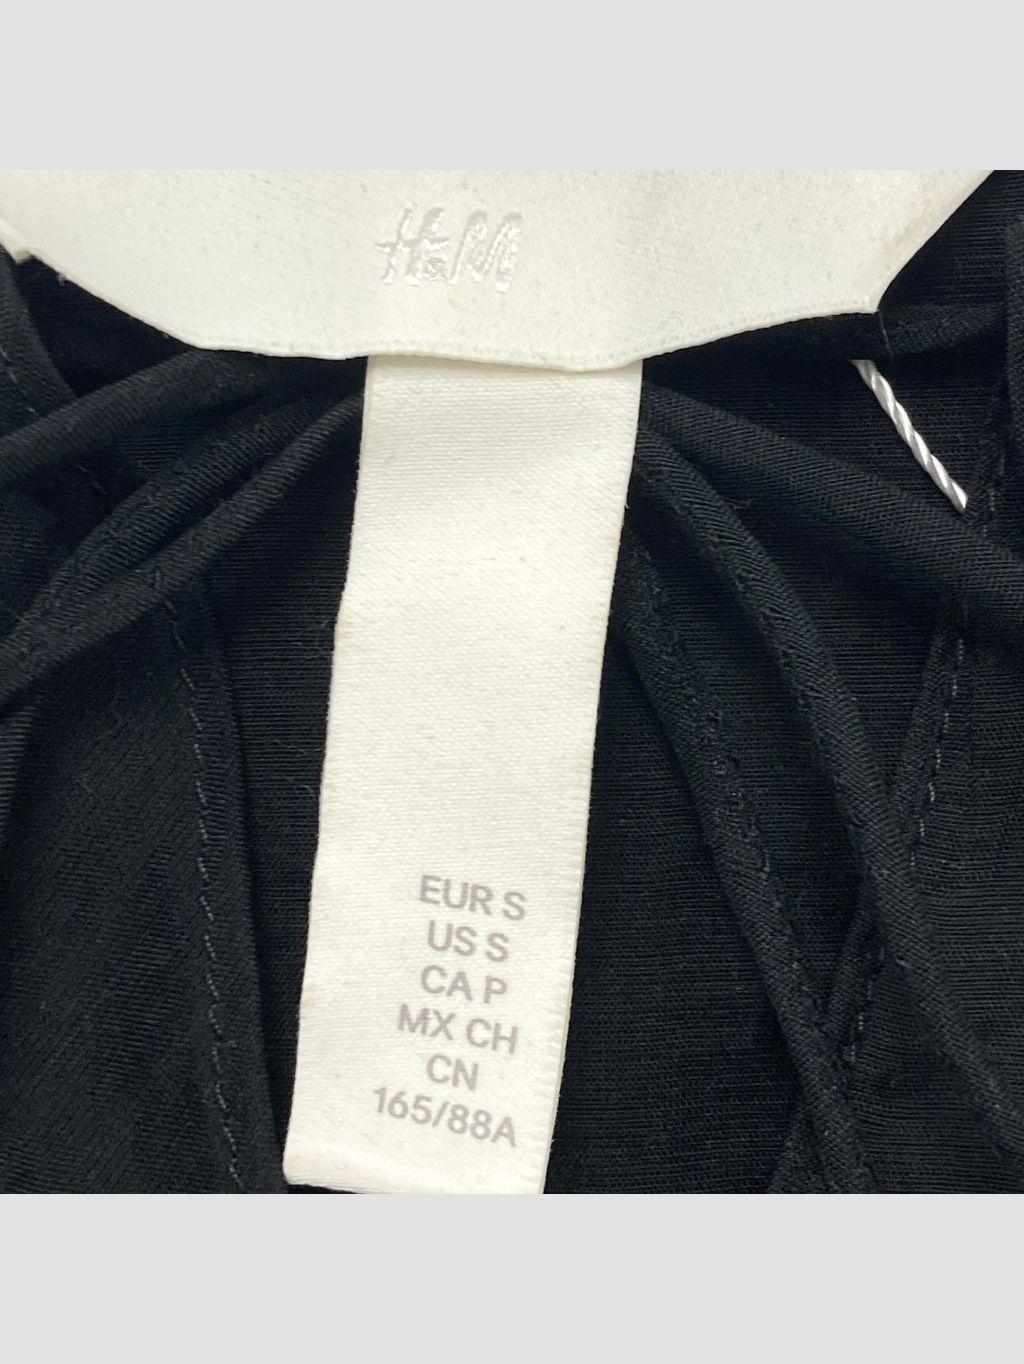 H&M
EUR S
US S
CA P
MX CH
CN
165/88A